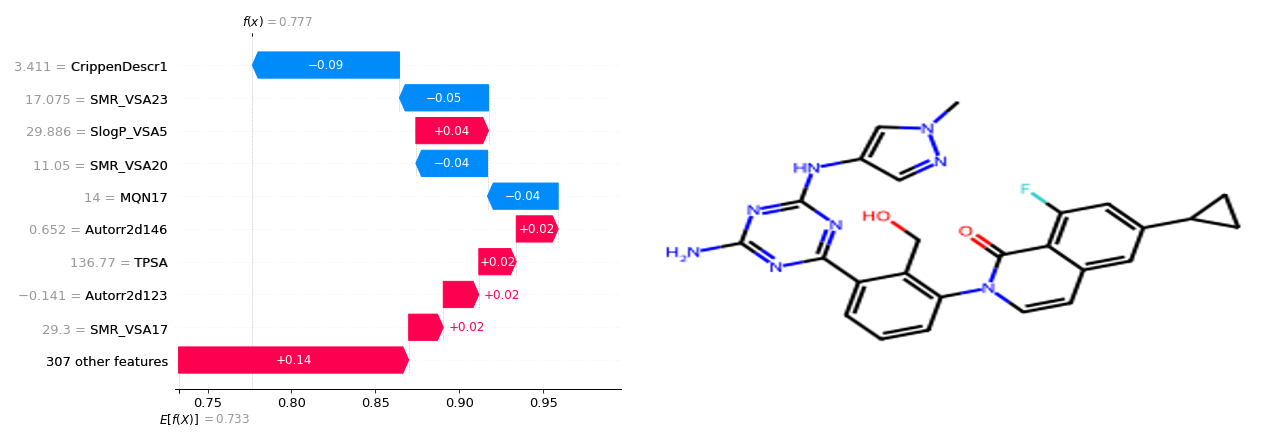 f(x) = 0.777
3.411 = CrippenDescr1
−0.09
17.075 = SMR_VSA23
−0.05
29.886 = SlogP_VSA5
+0.04
11.05 = SMR_VSA20
−0.04
14 = MQN17
−0.04
0.652 = Autorr2d146
+0.02
136.77 = TPSA
+0.02
−0.141 = Autorr2d123
+0.02
29.3 = SMR_VSA17
+0.02
307 other features
+0.14
0.75 0.80 0.85 0.90 0.95
E[f(X)] = 0.733
N
N
HN
F
HO
N
N
O
H₂N
N
N